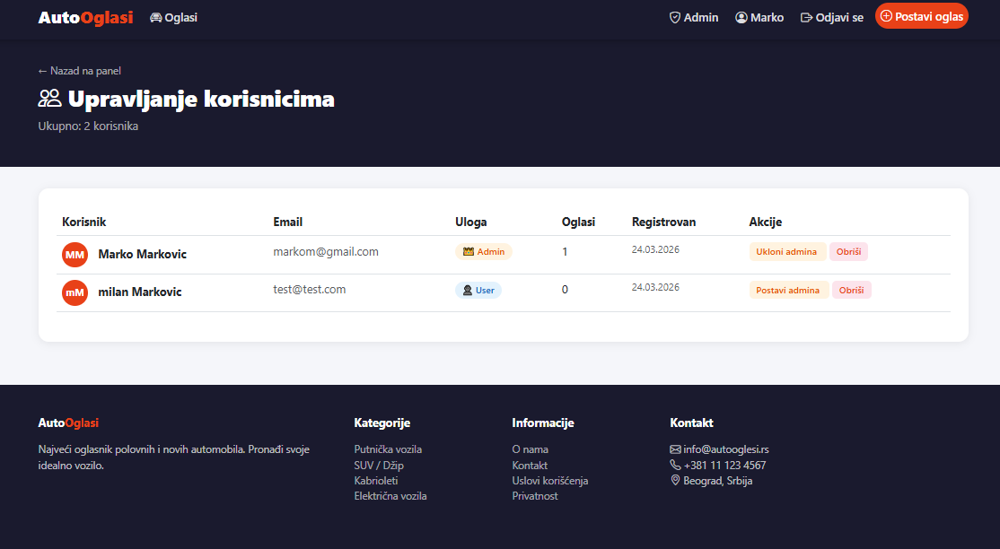 AutoOglasi Oglasi Admin Marko Odjavi se Postavi oglas
← Nazad na panel
Upravljanje korisnicima
Ukupno: 2 korisnika
Korisnik Email Uloga Oglasi Registrovan Akcije
MM Marko Markovic markom@gmail.com Admin 1 24.03.2026 Ukloni admina Obriši
mM milan Markovic test@test.com User 0 24.03.2026 Postavi admina Obriši
AutoOglasi Kategorije Informacije Kontakt
Najveći oglasnik polovnih i novih automobila. Pronađi svoje
idealno vozilo.
Putnička vozila
SUV / Džip
Kabrioleti
Električna vozila
O nama
Kontakt
Uslovi korišćenja
Privatnost
info@autooglesi.rs
+381 11 123 4567
Beograd, Srbija